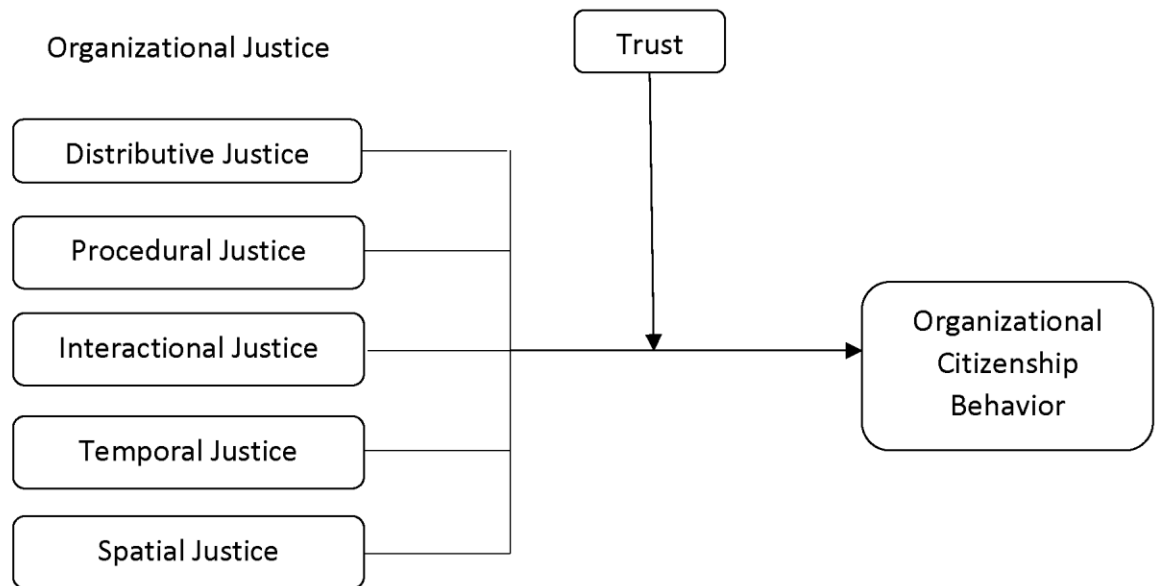 Organizational Justice
Trust
Distributive Justice
Procedural Justice
Interactional Justice
Temporal Justice
Spatial Justice
Organizational
Citizenship
Behavior